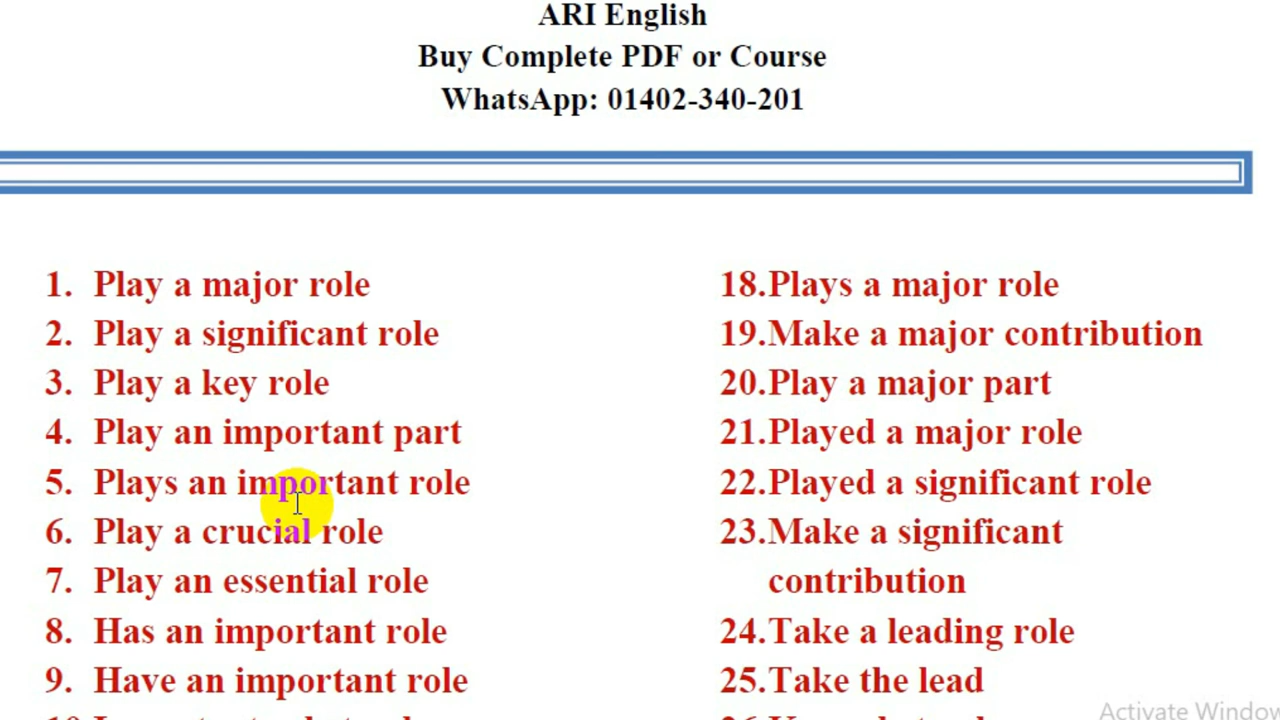 ARI English
Buy Complete PDF or Course
WhatsApp: 01402-340-201
1. Play a major role
2. Play a significant role
3. Play a key role
4. Play an important part
5. Plays an important role
6. Play a crucial role
7. Play an essential role
8. Has an important role
9. Have an important role
18.Plays a major role
19.Make a major contribution
20.Play a major part
21.Played a major role
22.Played a significant role
23.Make a significant
contribution
24.Take a leading role
25.Take the lead
Activate Window